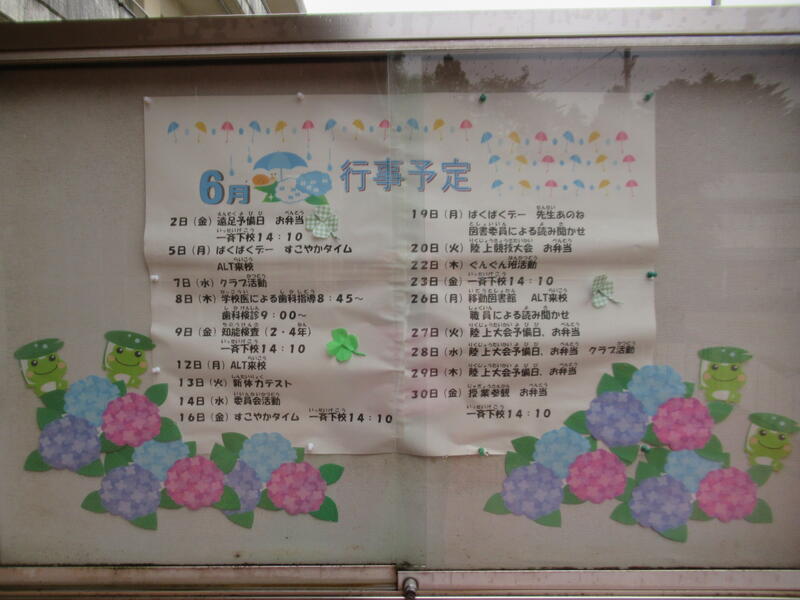 6月 行事予定
2日（金）遠足予備日 お弁当
一斉下校14：10
5日（月）ぱくぱくデー すこやかタイム
ALT来校
7日（水）クラブ活動
8日（木）学校医による歯科指導8：45～
歯科検診9：00～
9日（金）知能検査（2・4年）
一斉下校14：10
12日（月）ALT来校
13日（火）新体力テスト
14日（水）委員会活動
16日（金）すこやかタイム 一斉下校14：10
19日（月）ぱくぱくデー 先生あのね
図書委員による読み聞かせ
20日（火）陸上競技大会 お弁当
22日（木）ぐんぐん班活動
23日（金）一斉下校14：10
26日（月）移動図書館 ALT来校
職員による読み聞かせ
27日（火）陸上大会予備日、お弁当
28日（水）陸上大会予備日、お弁当 クラブ活動
29日（木）陸上大会予備日、お弁当
30日（金）授業参観 お弁当
一斉下校14：10